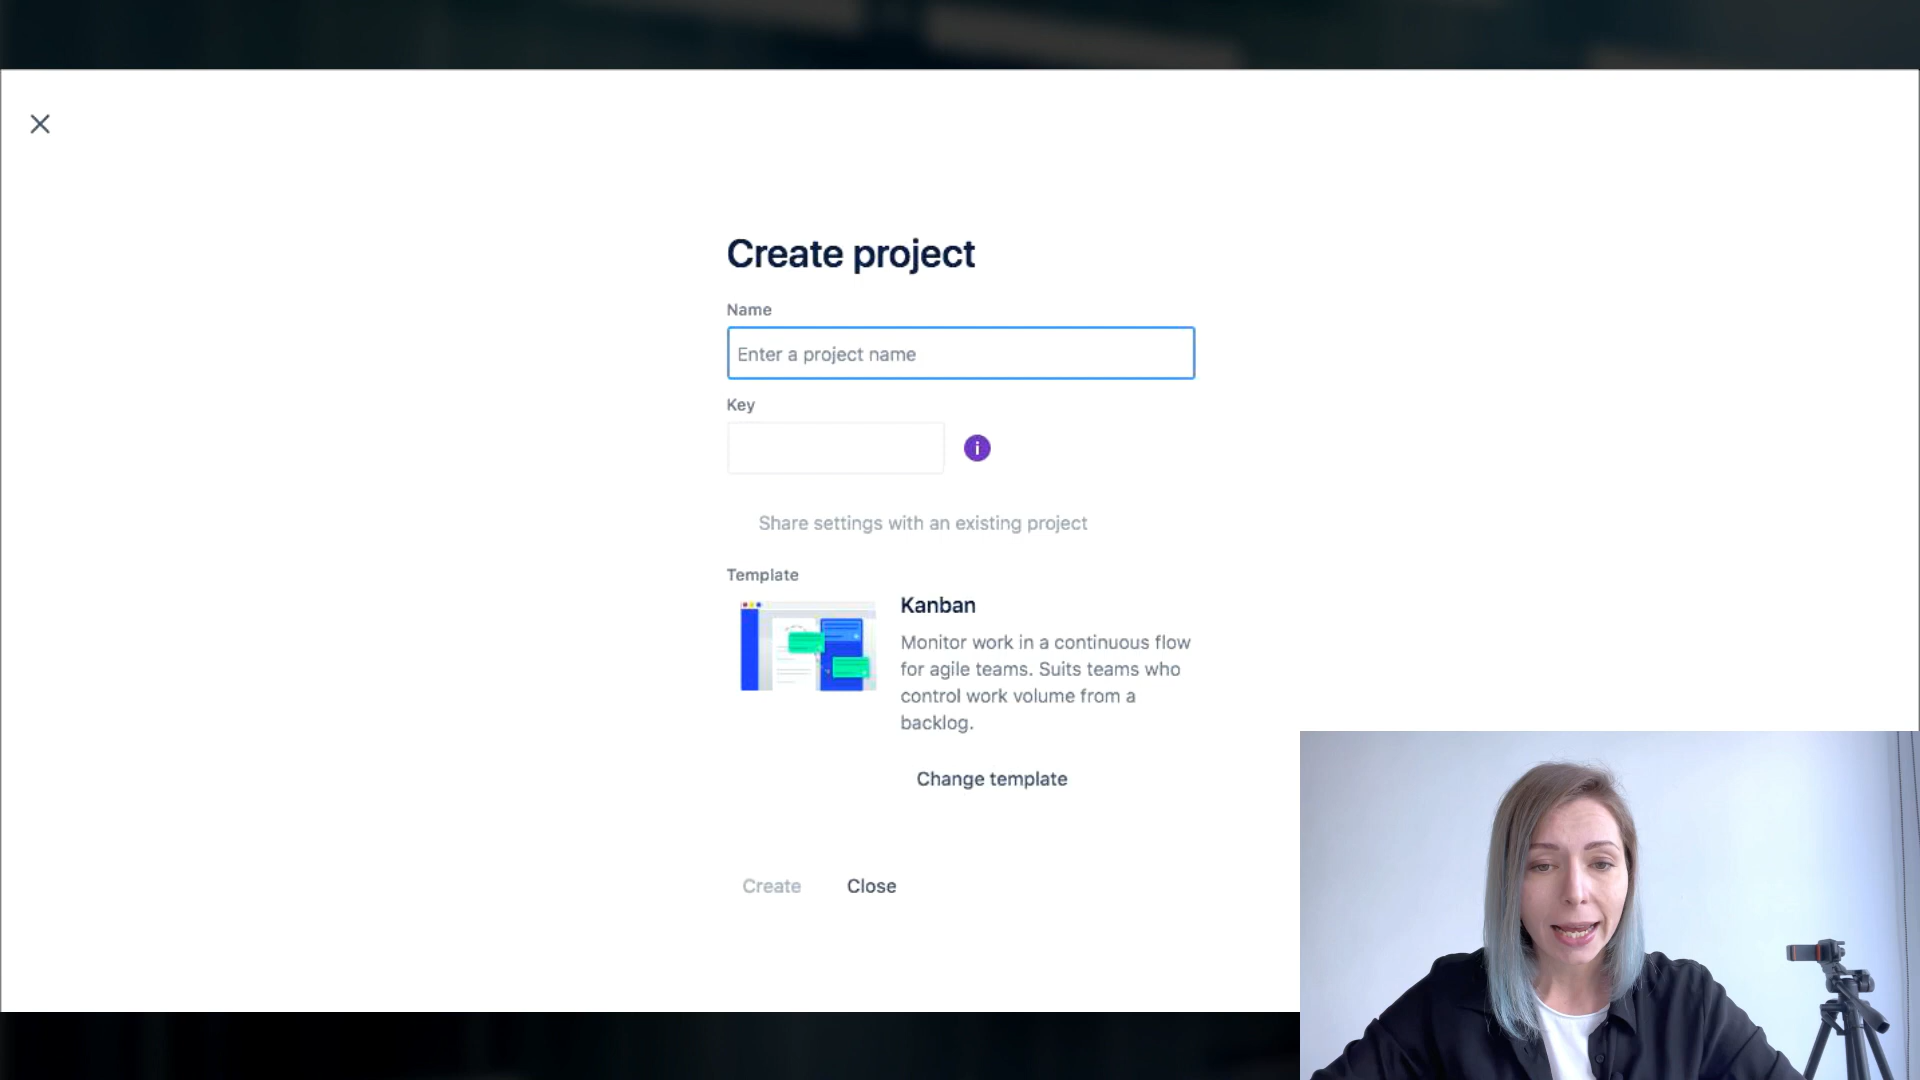 Create project
Name
Enter a project name
Key
i
Share settings with an existing project
Template
Kanban
Monitor work in a continuous flow
for agile teams. Suits teams who
control work volume from a
backlog.
Change template
Create
Close